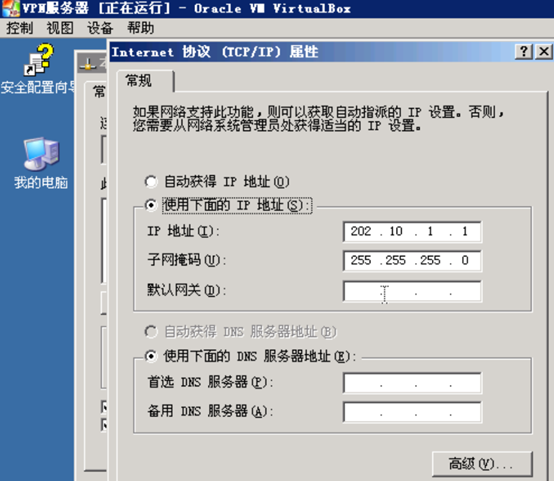 VPN服务器 [正在运行] - Oracle VM VirtualBox
控制 视图 设备 帮助
Internet 协议 (TCP/IP) 属性
安全配置向导
常规
如果网络支持此功能，则可以获取自动指派的 IP 设置。否则，
您需要从网络系统管理员处获得适当的 IP 设置。
我的电脑
自动获得 IP 地址(O)
使用下面的 IP 地址(S):
IP 地址(I): 202 . 10 . 1 . 1
子网掩码(U): 255 .255 .255 . 0
默认网关(D): . . .
自动获得 DNS 服务器地址(B)
使用下面的 DNS 服务器地址(E):
首选 DNS 服务器(P): . . .
备用 DNS 服务器(A): . . .
高级(V)...